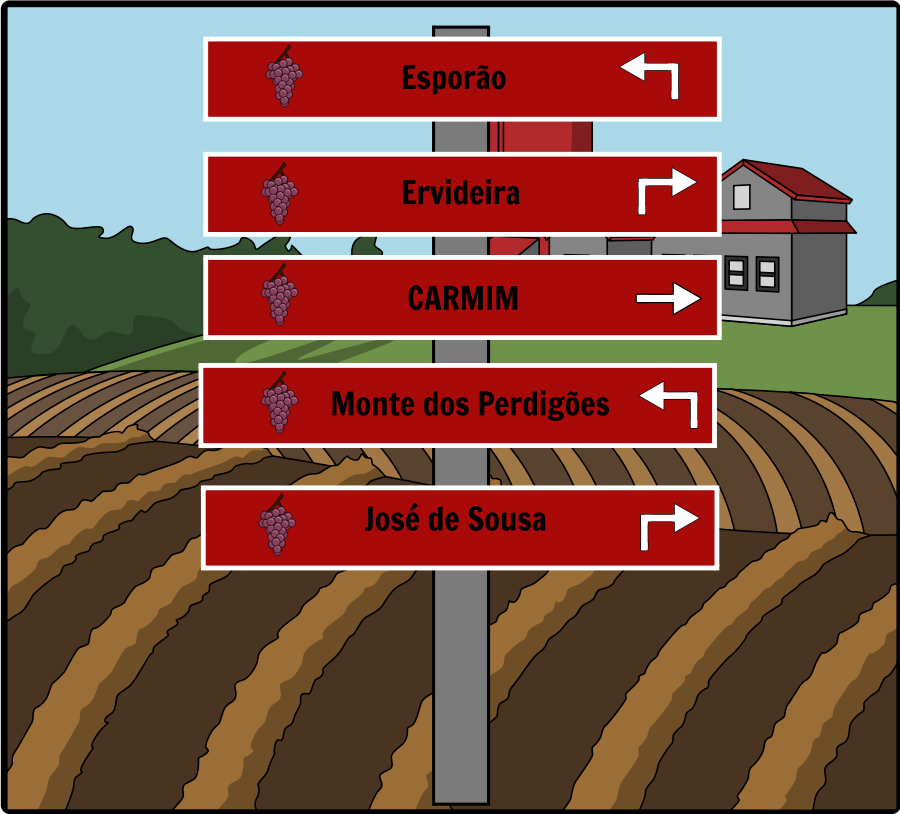 Esporão
Ervideira
CARMIM
Monte dos Perdigões
José de Sousa